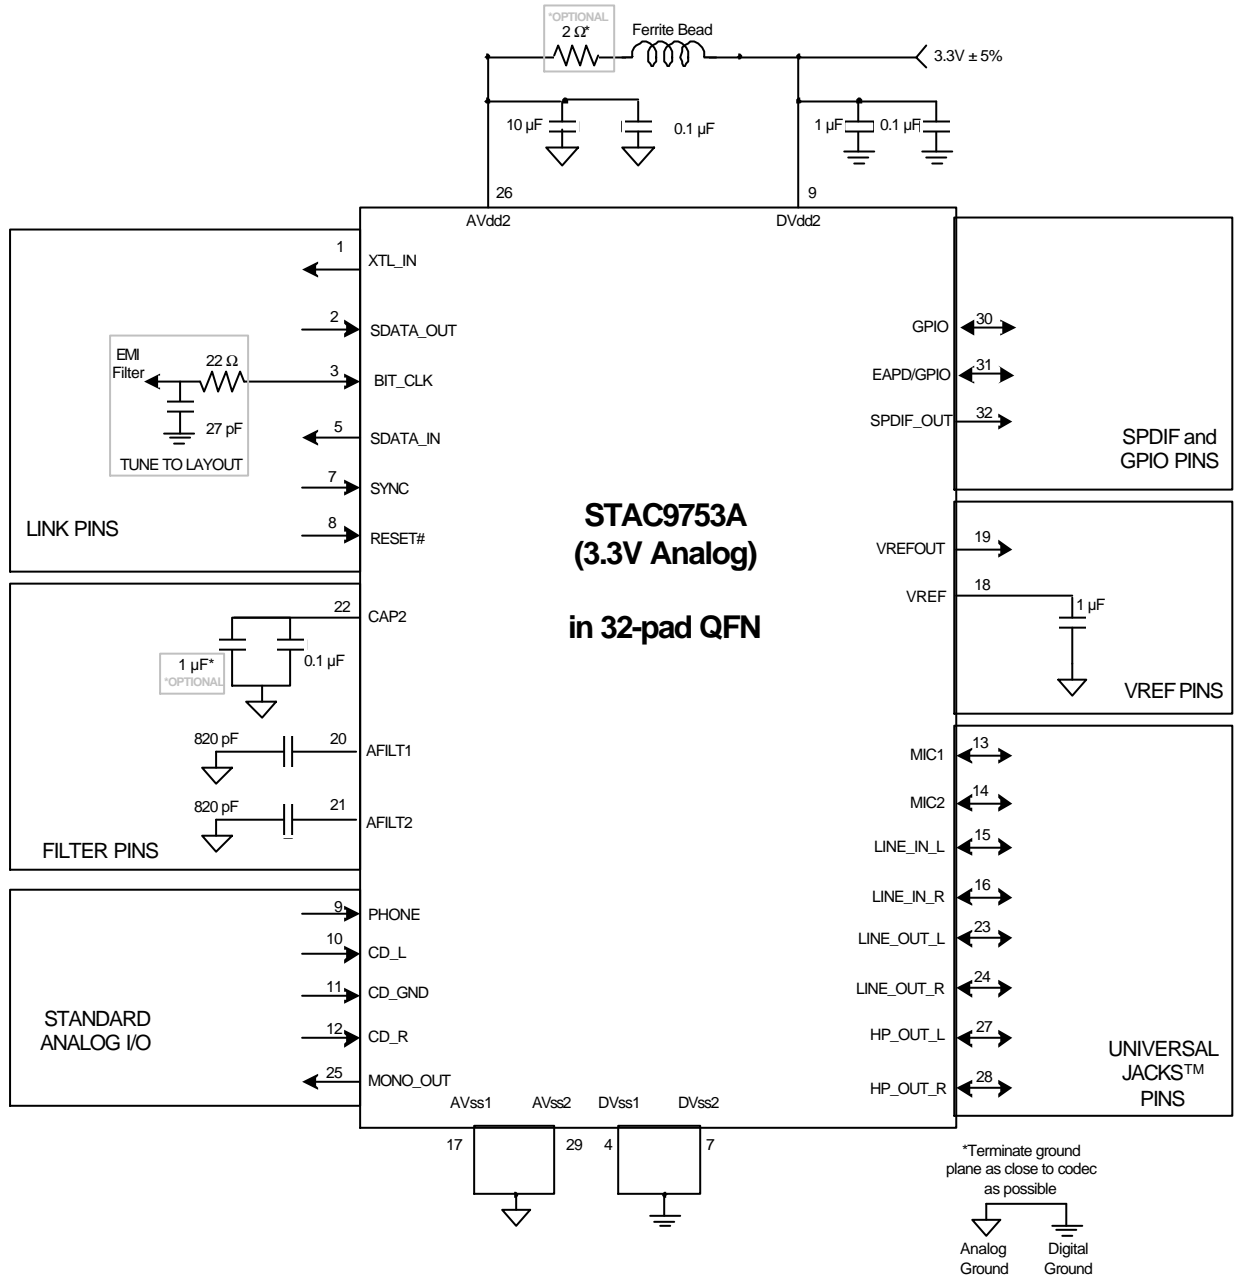 *OPTIONAL
2 Ω*
Ferrite Bead
3.3V ± 5%
10 µF
0.1 µF
1 µF
0.1 µF
26
9
AVdd2
DVdd2
1
XTL_IN
2
SDATA_OUT
EMI
Filter
22 Ω
3
BIT_CLK
27 pF
TUNE TO LAYOUT
5
SDATA_IN
7
SYNC
8
RESET#
LINK PINS
GPIO
30
EAPD/GPIO
31
SPDIF_OUT
32
SPDIF and
GPIO PINS
STAC9753A
(3.3V Analog)
in 32-pad QFN
VREFOUT
19
VREF
18
1 µF
VREF PINS
22
CAP2
1 µF*
*OPTIONAL
0.1 µF
820 pF
20
AFILT1
820 pF
21
AFILT2
FILTER PINS
MIC1
13
MIC2
14
LINE_IN_L
15
LINE_IN_R
16
LINE_OUT_L
23
LINE_OUT_R
24
HP_OUT_L
27
HP_OUT_R
28
UNIVERSAL
JACKS™
PINS
9
PHONE
10
CD_L
11
CD_GND
12
CD_R
25
MONO_OUT
STANDARD
ANALOG I/O
AVss1
AVss2
DVss1
DVss2
17
29
4
7
*Terminate ground
plane as close to codec
as possible
Analog
Ground
Digital
Ground